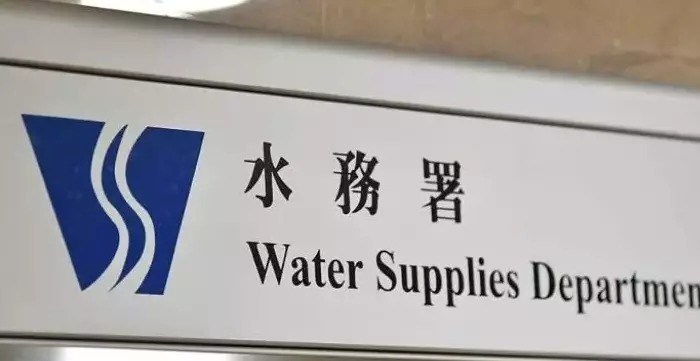 水務署
Water Supplies Departmen